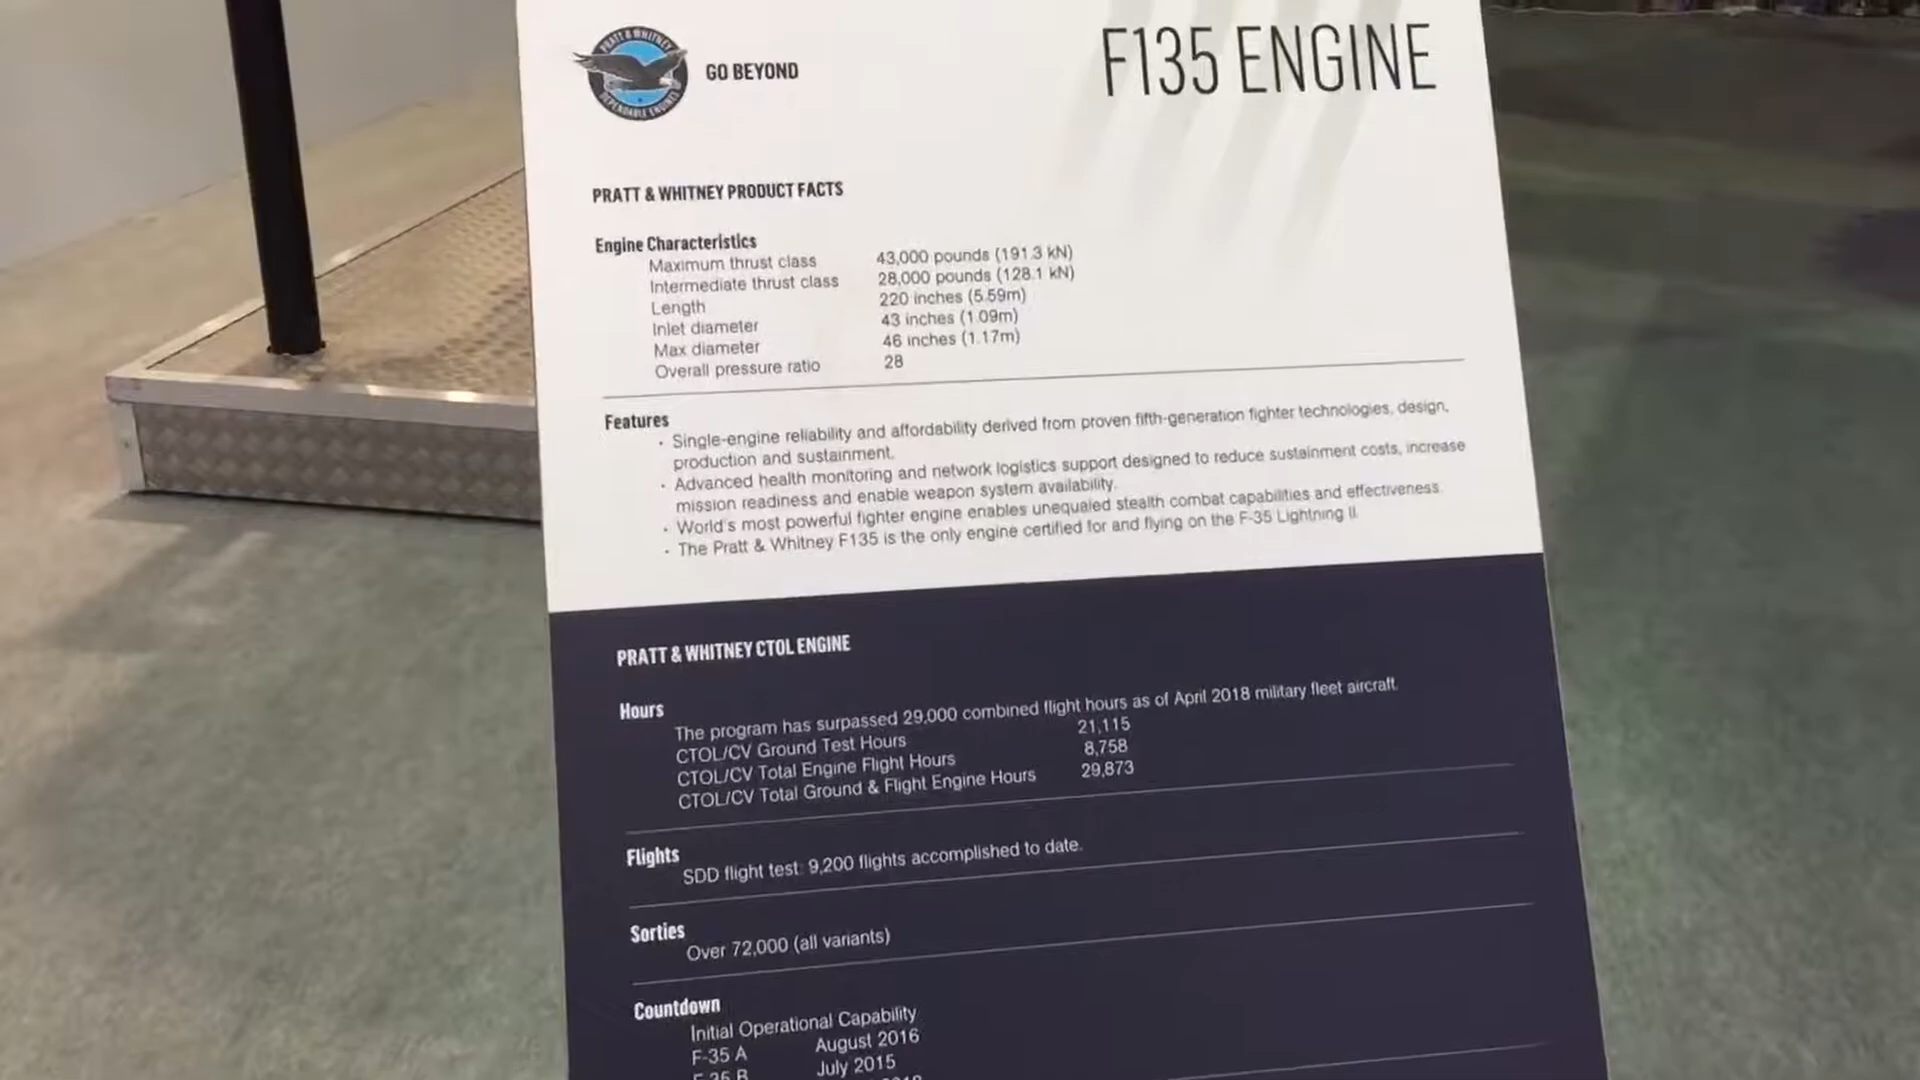 PRATT & WHITNEY
DEPENDABLE ENGINES
GO BEYOND
F135 ENGINE
PRATT & WHITNEY PRODUCT FACTS
Engine Characteristics
Maximum thrust class 43,000 pounds (191.3 kN)
Intermediate thrust class 28,000 pounds (128.1 kN)
Length 220 inches (5.59m)
Inlet diameter 43 inches (1.09m)
Max diameter 46 inches (1.17m)
Overall pressure ratio 28
Features
• Single-engine reliability and affordability derived from proven fifth-generation fighter technologies, design,
production and sustainment.
• Advanced health monitoring and network logistics support designed to reduce sustainment costs, increase
mission readiness and enable weapon system availability.
• World's most powerful fighter engine enables unequaled stealth combat capabilities and effectiveness.
• The Pratt & Whitney F135 is the only engine certified for and flying on the F-35 Lightning II.
PRATT & WHITNEY CTOL ENGINE
Hours
The program has surpassed 29,000 combined flight hours as of April 2018 military fleet aircraft.
CTOL/CV Ground Test Hours 21,115
CTOL/CV Total Engine Flight Hours 8,758
CTOL/CV Total Ground & Flight Engine Hours 29,873
Flights
SDD flight test: 9,200 flights accomplished to date.
Sorties
Over 72,000 (all variants)
Countdown
Initial Operational Capability
F-35 A August 2016
F-35 B July 2015